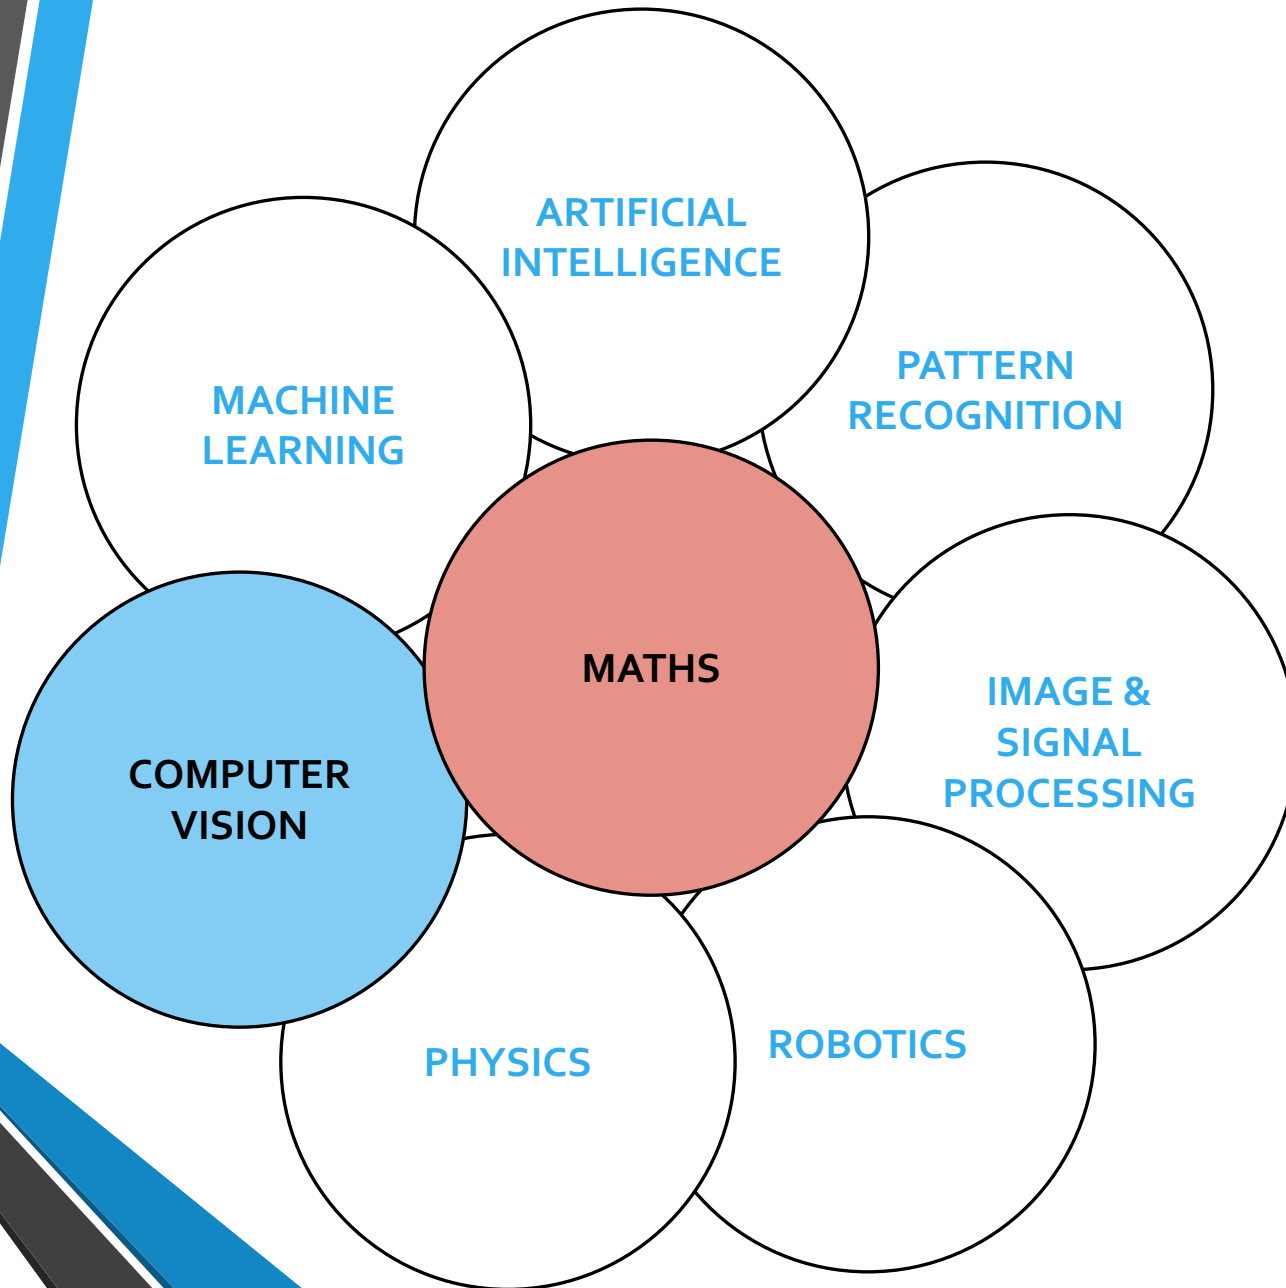 ARTIFICIAL
INTELLIGENCE
PATTERN
RECOGNITION
MACHINE
LEARNING
MATHS
IMAGE &
SIGNAL
PROCESSING
COMPUTER
VISION
ROBOTICS
PHYSICS